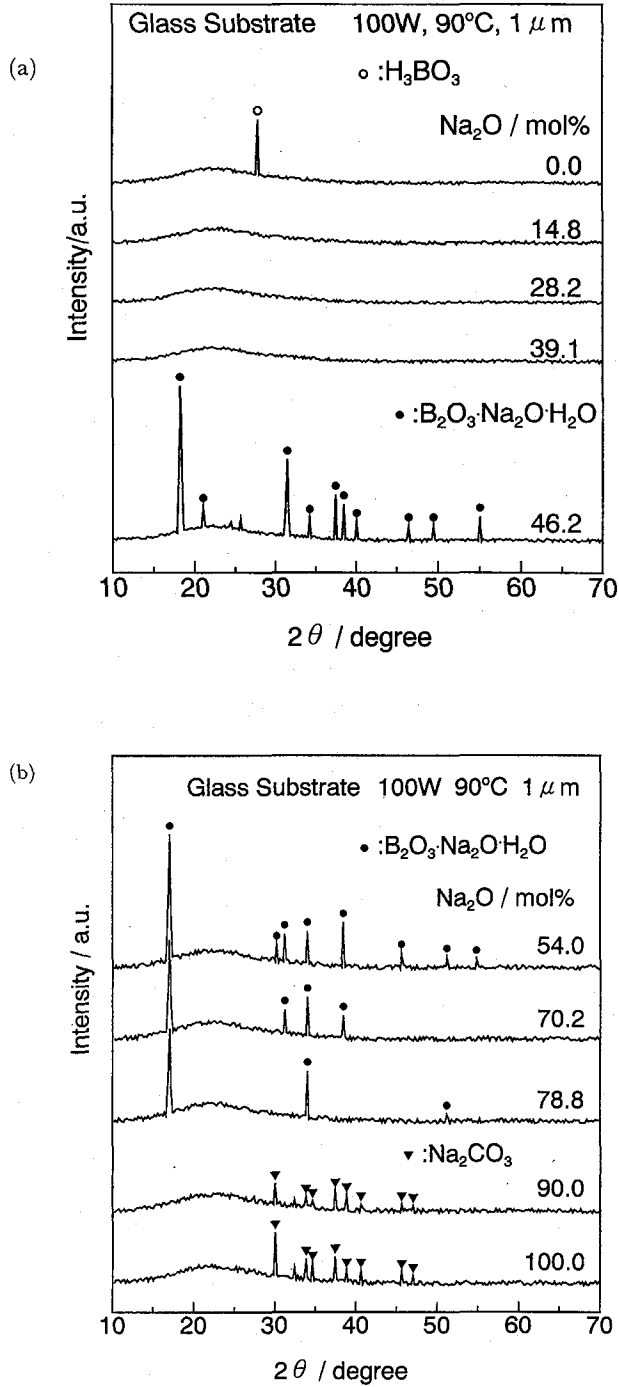 (a)
Glass Substrate 100W, 90°C, 1 μm
○ :H₃BO₃
Na₂O / mol%
0.0
14.8
28.2
39.1
● :B₂O₃·Na₂O·H₂O
46.2
Intensity/a.u.
10 20 30 40 50 60 70
2θ / degree
(b)
Glass Substrate 100W 90°C 1 μm
● :B₂O₃·Na₂O·H₂O
Na₂O / mol%
54.0
70.2
78.8
▼ :Na₂CO₃
90.0
100.0
Intensity / a.u.
10 20 30 40 50 60 70
2θ / degree